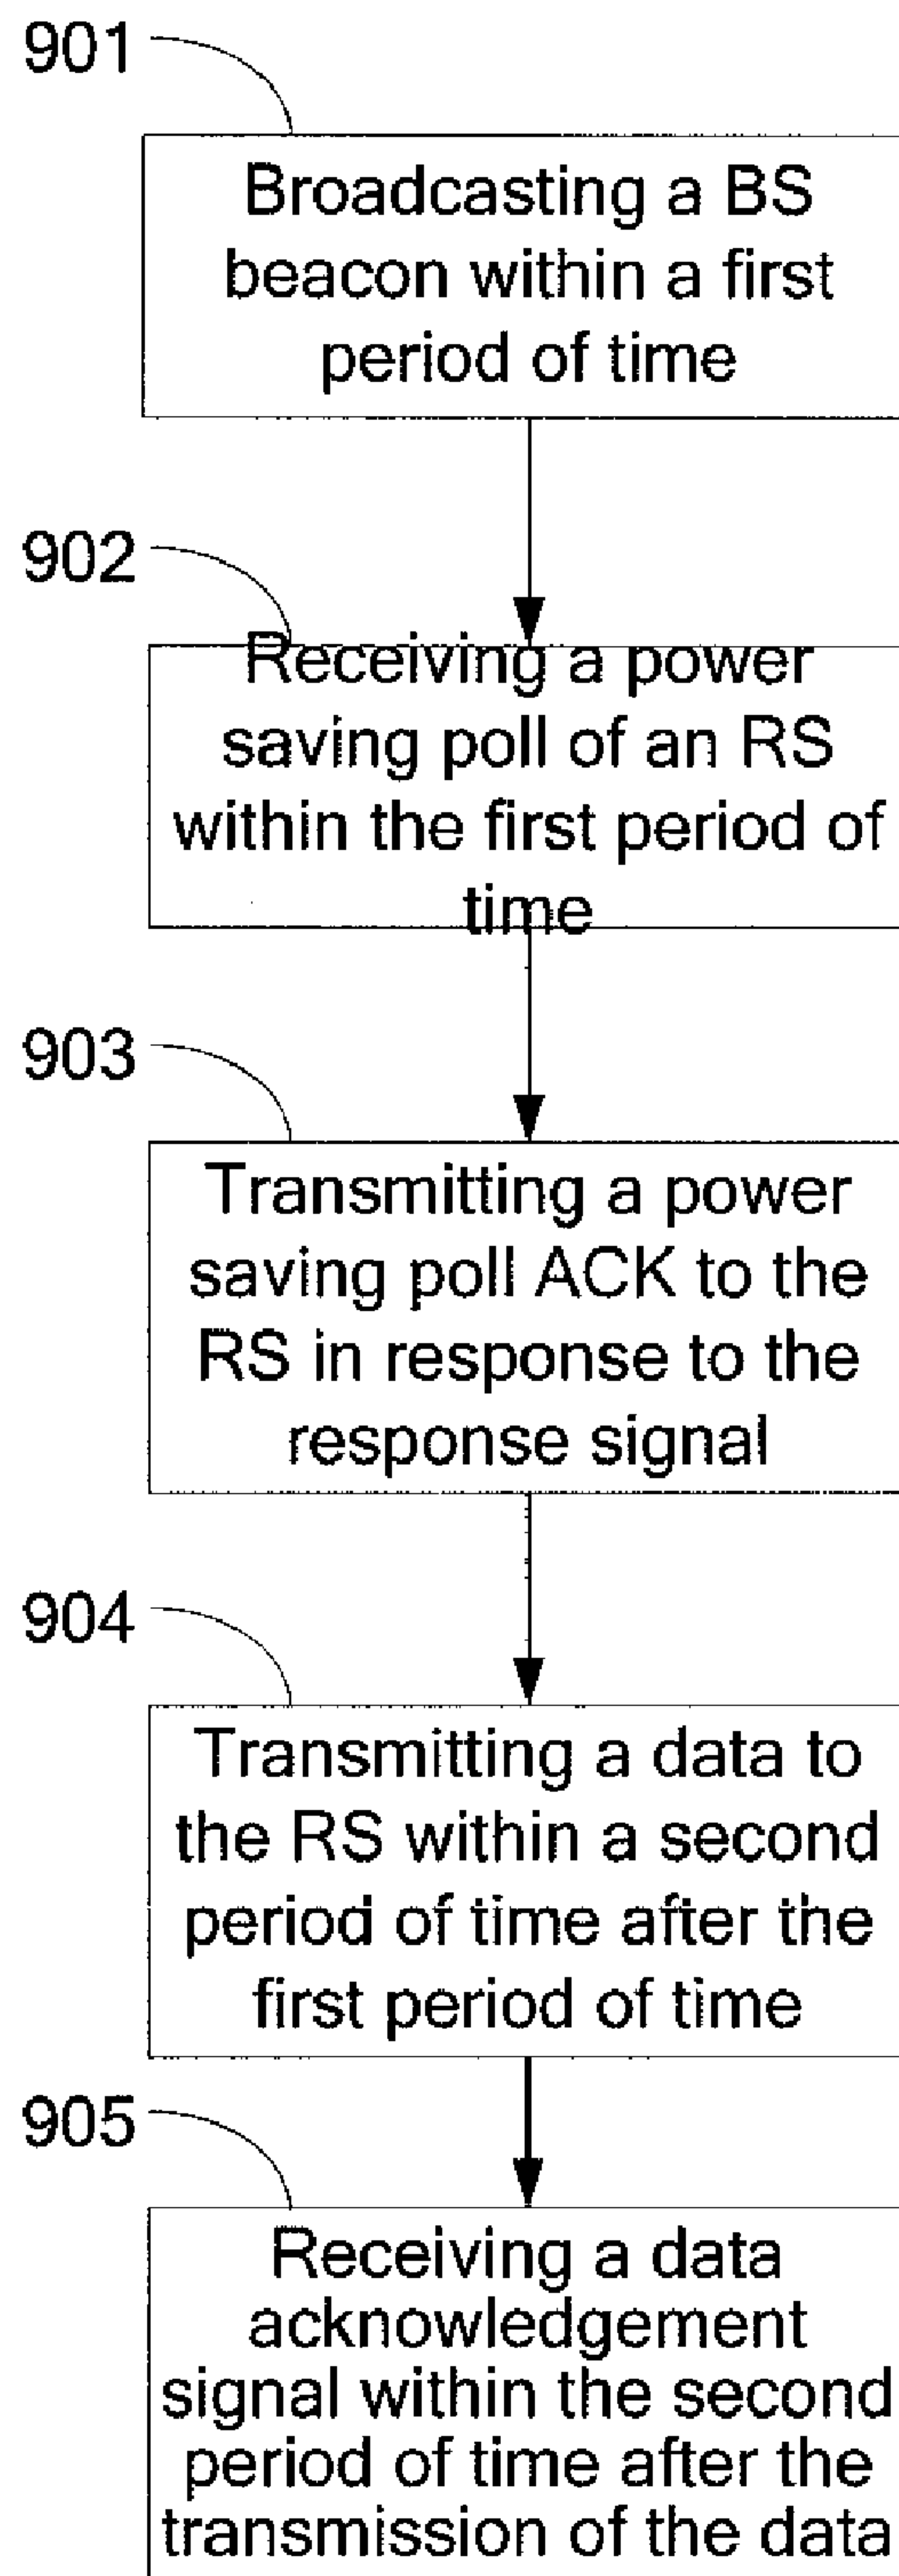 901
Broadcasting a BS
beacon within a first
period of time
902
Receiving a power
saving poll of an RS
within the first period of
time
903
Transmitting a power
saving poll ACK to the
RS in response to the
response signal
904
Transmitting a data to
the RS within a second
period of time after the
first period of time
905
Receiving a data
acknowledgement
signal within the second
period of time after the
transmission of the data